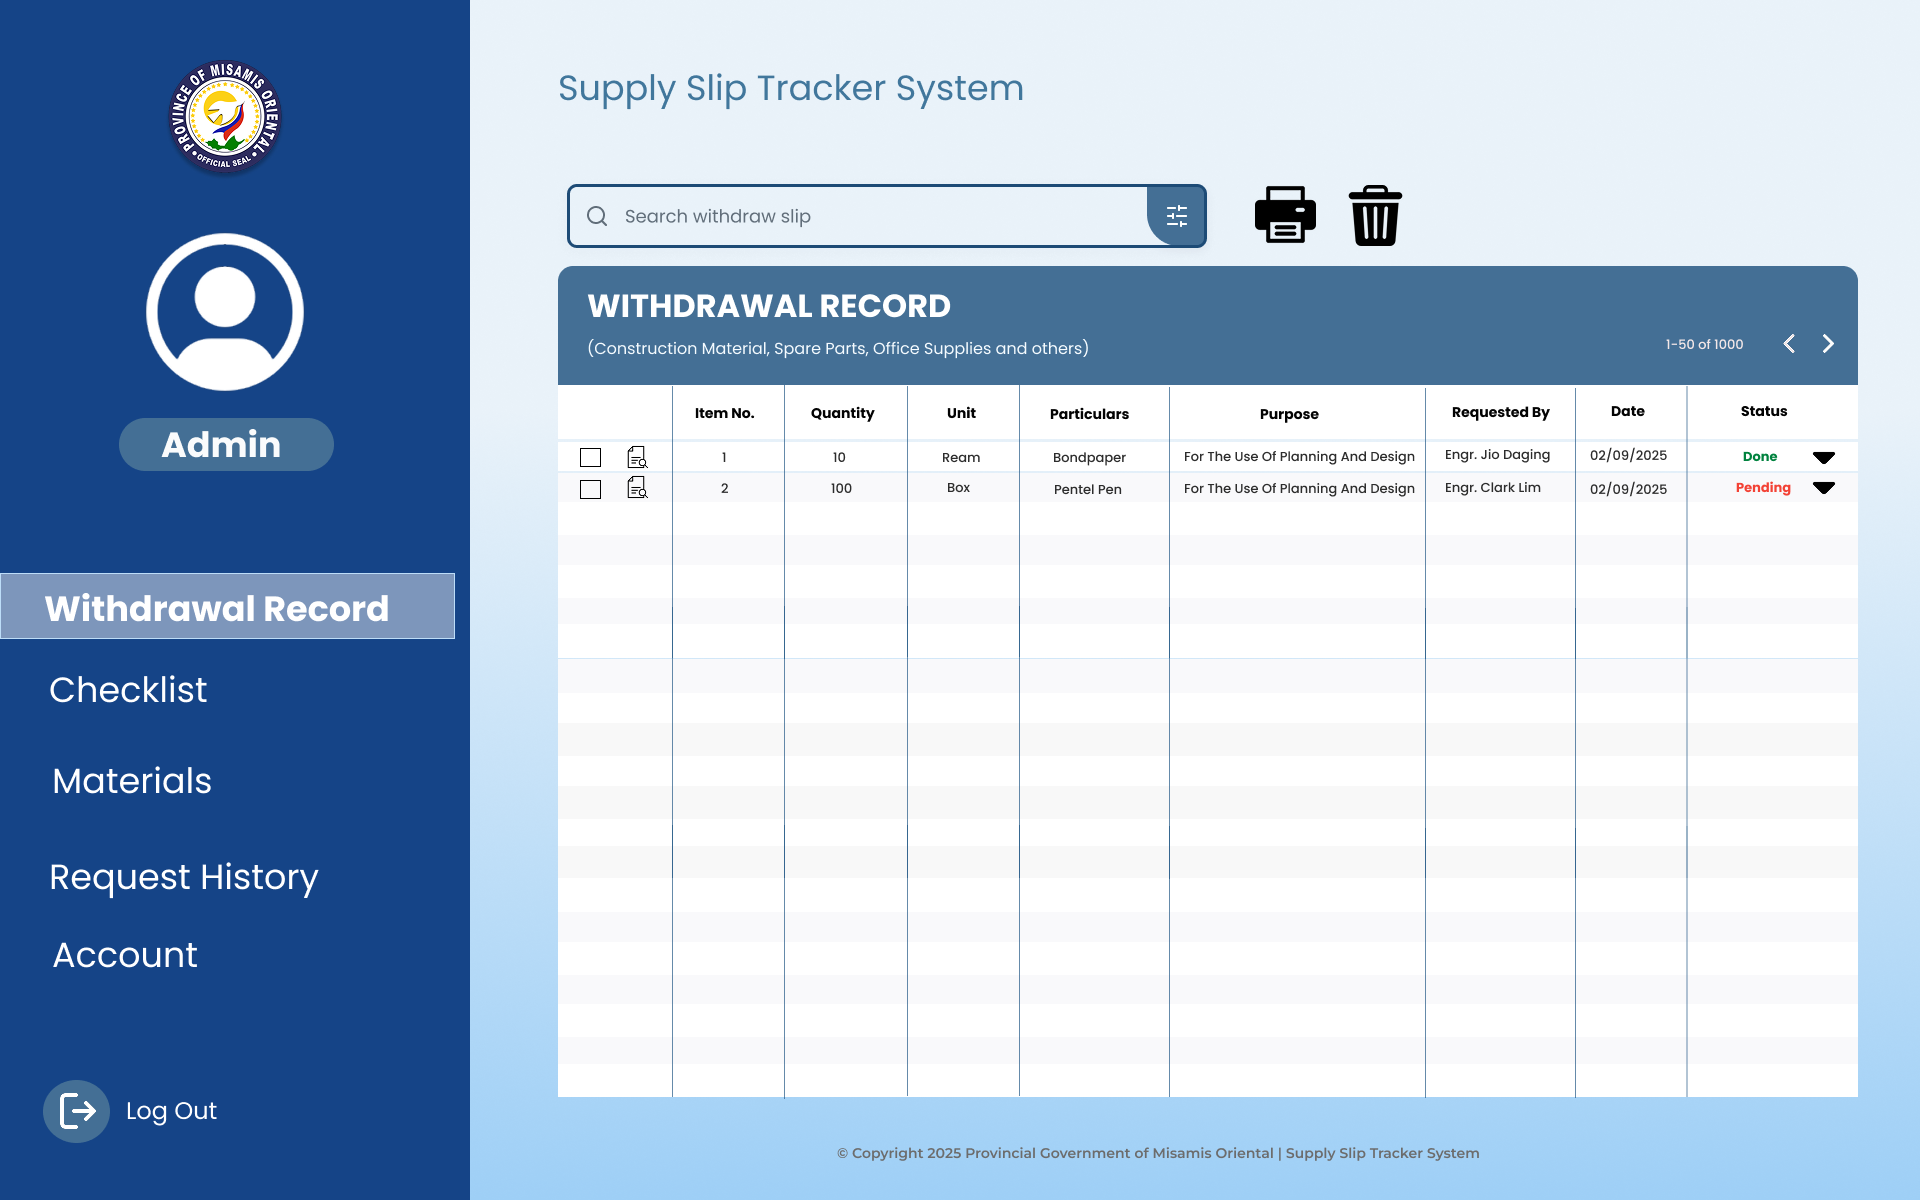 PROVINCE OF MISAMIS ORIENTAL
• OFFICIAL SEAL •
Admin
Withdrawal Record
Checklist
Materials
Request History
Account
Log Out
Supply Slip Tracker System
Search withdraw slip
WITHDRAWAL RECORD
(Construction Material, Spare Parts, Office Supplies and others)
1-50 of 1000
Item No. Quantity Unit Particulars Purpose Requested By Date Status
1 10 Ream Bondpaper For The Use Of Planning And Design Engr. Jio Daging 02/09/2025 Done
2 100 Box Pentel Pen For The Use Of Planning And Design Engr. Clark Lim 02/09/2025 Pending
© Copyright 2025 Provincial Government of Misamis Oriental | Supply Slip Tracker System